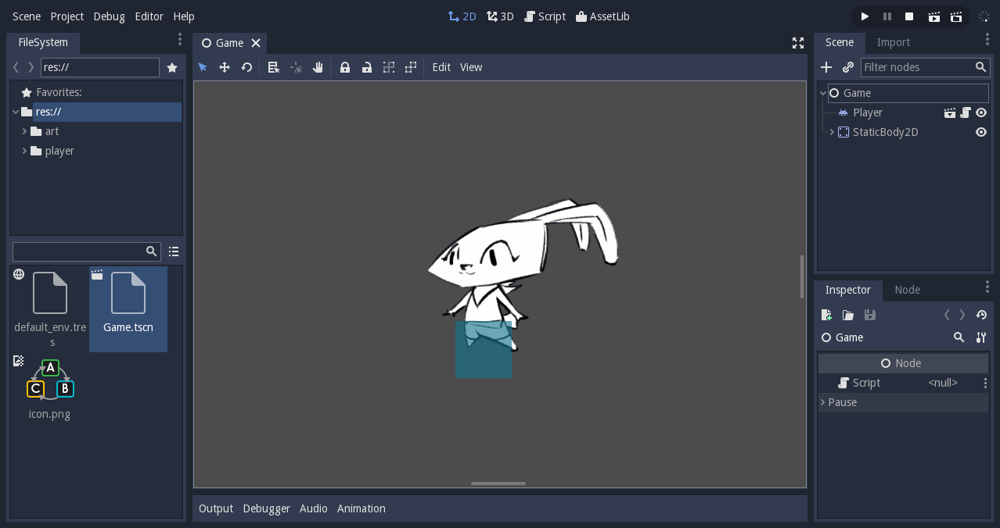 Scene Project Debug Editor Help
2D 3D Script AssetLib
FileSystem
res://
Favorites:
res://
art
player
default_env.tre
s
Game.tscn
A
C B
icon.png
Game
Edit View
Output Debugger Audio Animation
Scene Import
Filter nodes
Game
Player
StaticBody2D
Inspector Node
Game
Node
Script <null>
Pause